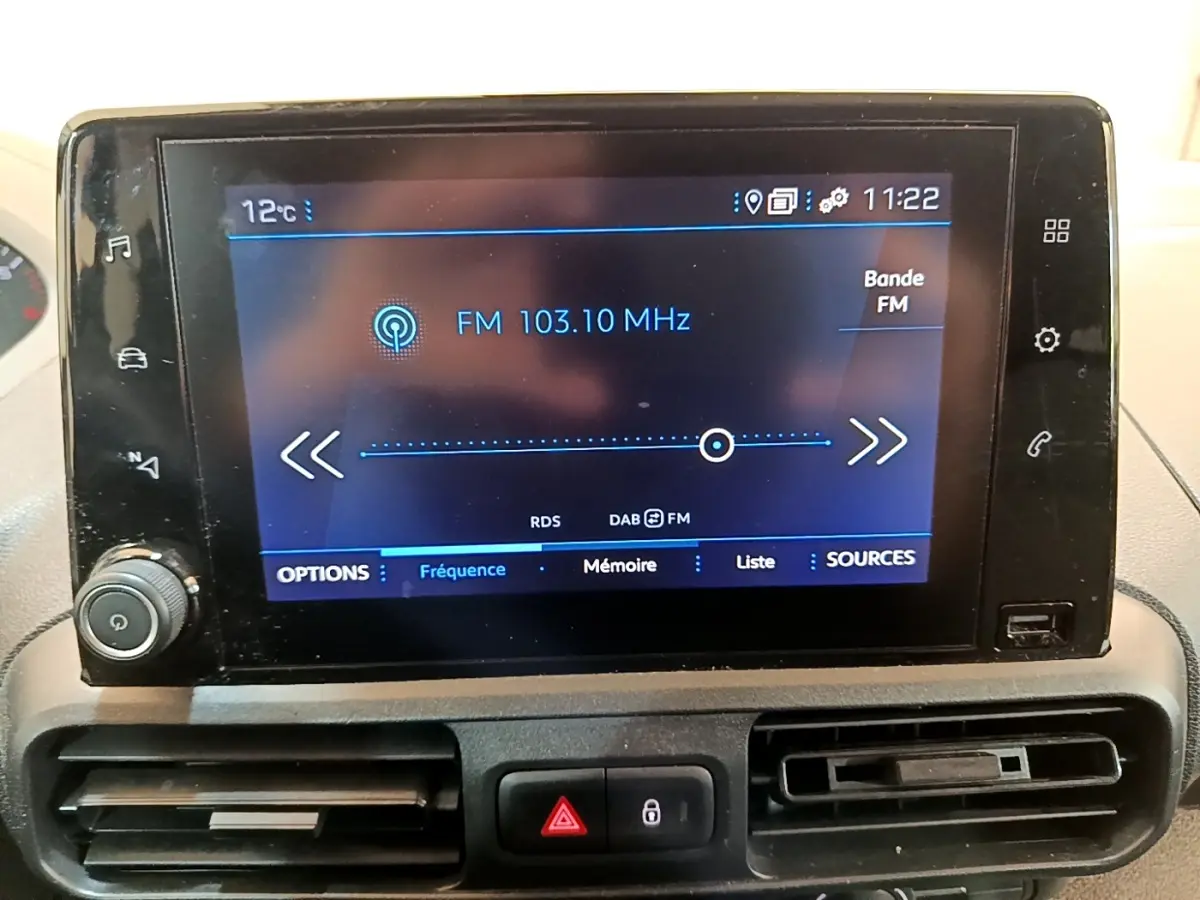 12°C
11:22
Bande
FM
FM 103.10 MHz
N
RDS DAB FM
OPTIONS Fréquence Mémoire Liste SOURCES